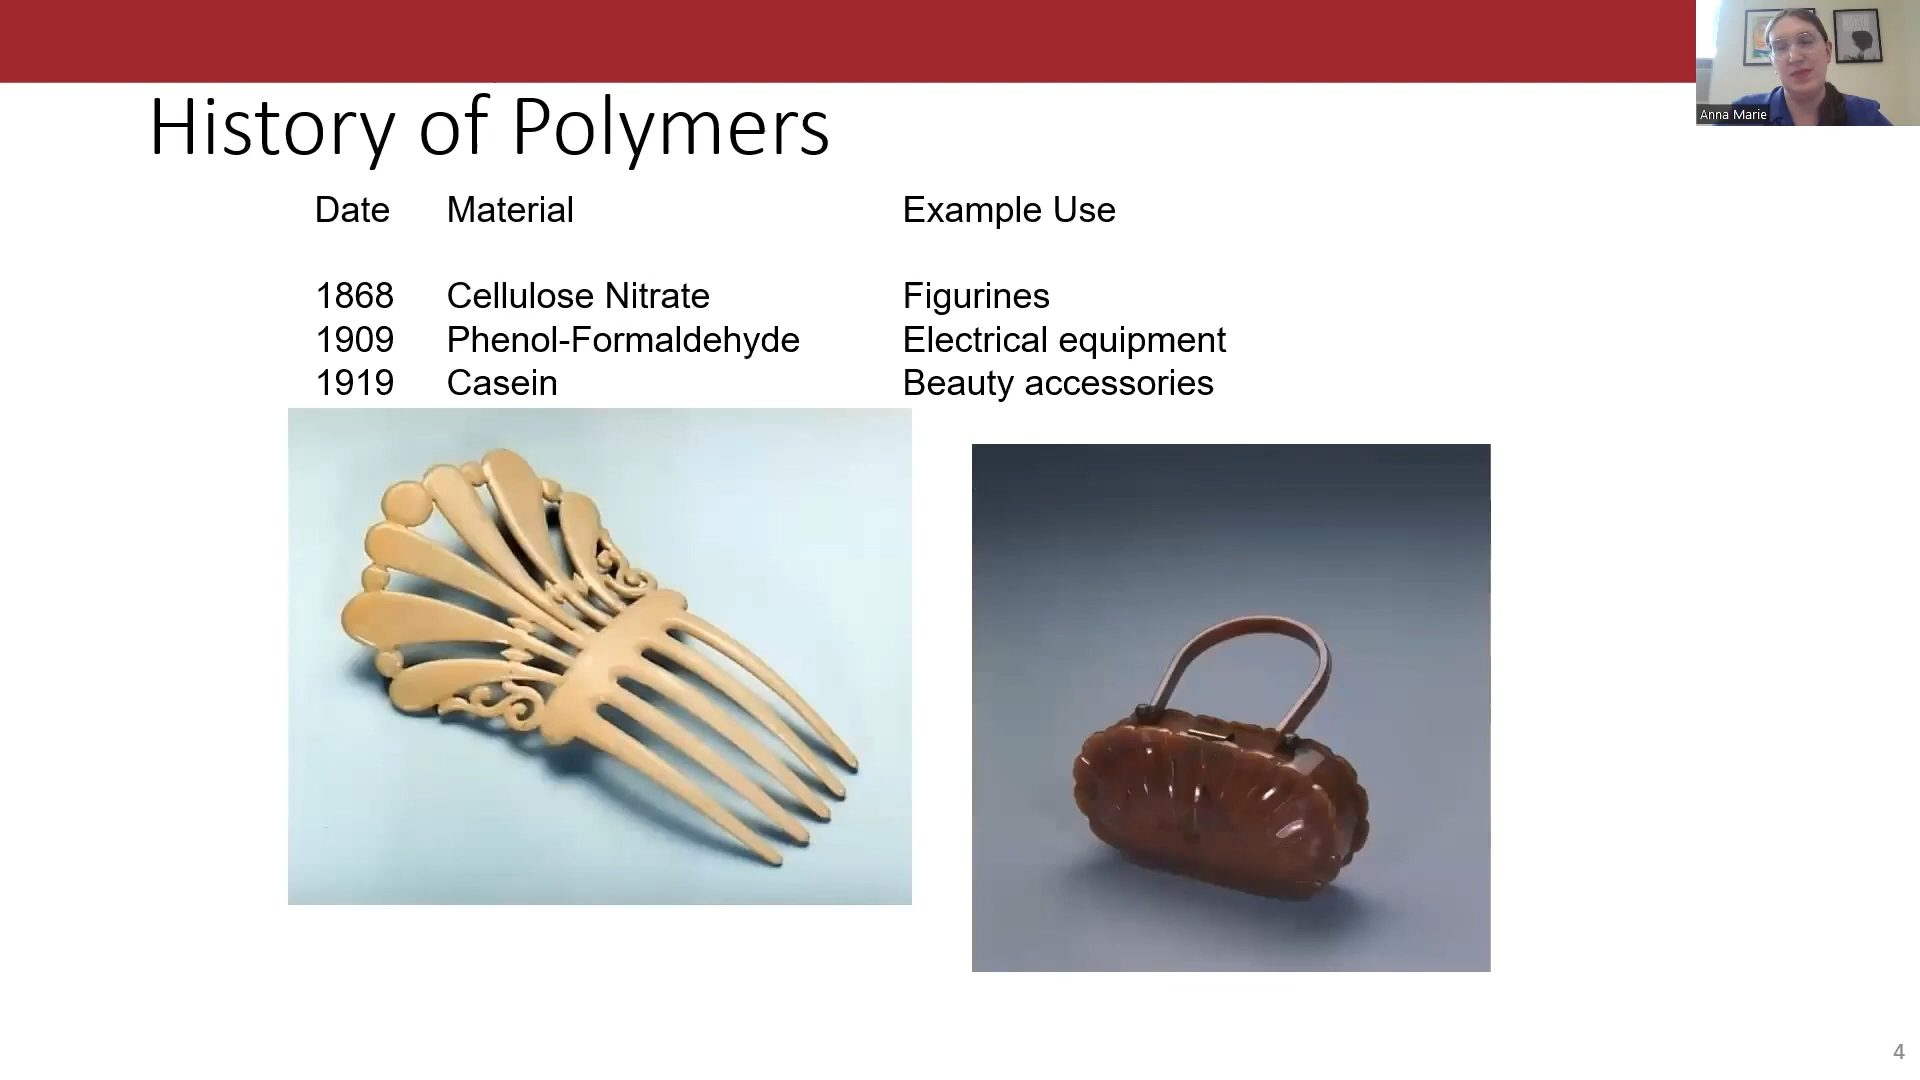 History of Polymers
Anna Marie
Date Material Example Use
1868 Cellulose Nitrate Figurines
1909 Phenol-Formaldehyde Electrical equipment
1919 Casein Beauty accessories
4